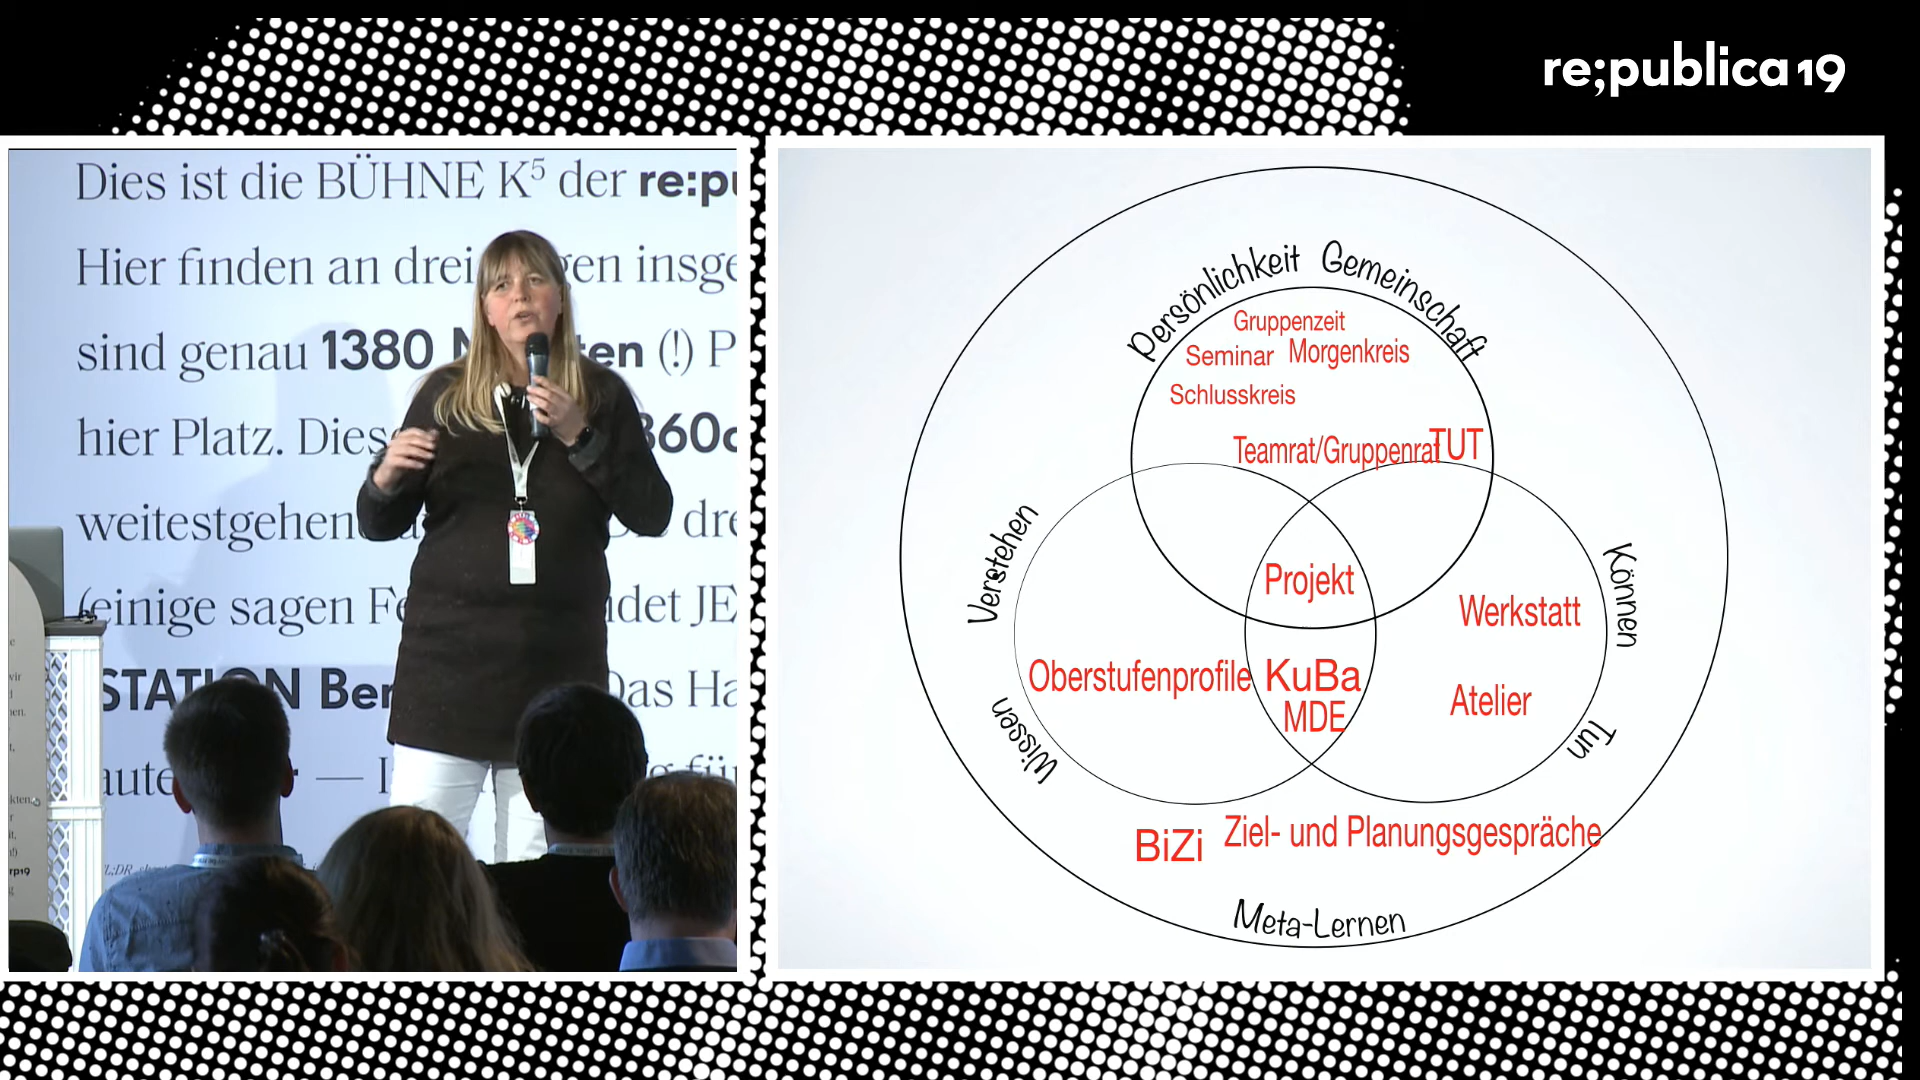 re;publica 19
Dies ist die BÜHNE K5 der re:pu
Hier finden an drei gen insge
sind genau 1380 ten (!) P
hier Platz. Dies 360
weitestgehen dre
(einige sagen Fe det JE
STATION Ber Das Ha
aute
Persönlichkeit Gemeinschaft
Gruppenzeit
Seminar Morgenkreis
Schlusskreis
Teamrat/Gruppenrat TUT
Verstehen
Können
Projekt
Werkstatt
Oberstufenprofile KuBa
MDE
Atelier
Wissen
Tun
BiZi Ziel- und Planungsgespräche
Meta-Lernen